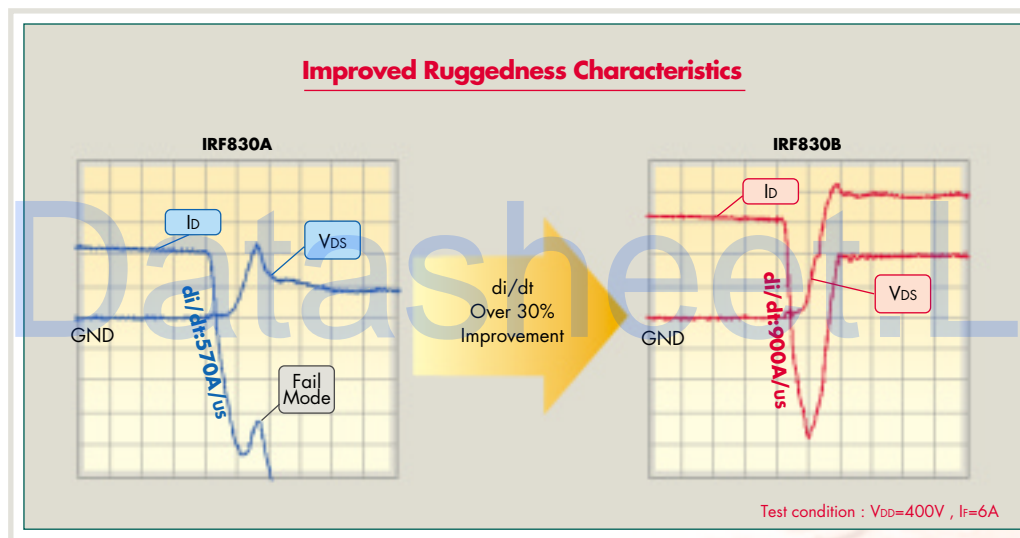 Improved Ruggedness Characteristics
IRF830A
ID
VDS
di/dt:570A/us
GND
Fail
Mode
di/dt
Over 30%
Improvement
IRF830B
ID
VDS
di/dt:900A/us
GND
Test condition : VDD=400V , IF=6A
Datasheet.L